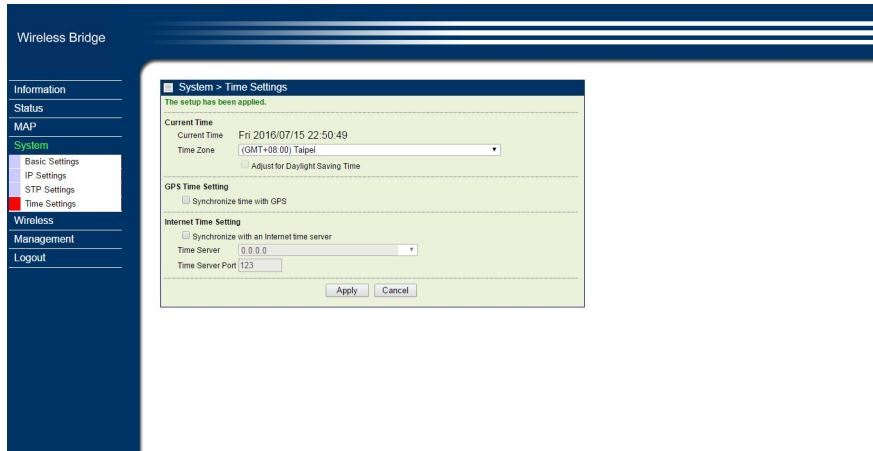 Wireless Bridge
Information
Status
MAP
System
Basic Settings
IP Settings
STP Settings
Time Settings
Wireless
Management
Logout
System > Time Settings
The setup has been applied.
Current Time
Current Time Fri 2016/07/15 22:50:49
Time Zone (GMT+08:00) Taipei
Adjust for Daylight Saving Time
GPS Time Setting
Synchronize time with GPS
Internet Time Setting
Synchronize with an Internet time server
Time Server 0.0.0.0
Time Server Port 123
Apply Cancel